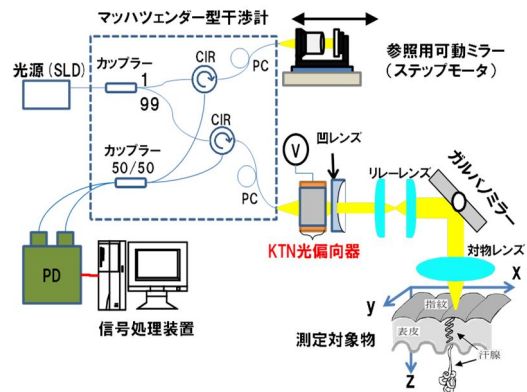 マッハツェンダー型干渉計
光源(SLD)
カップラー
1
99
CIR
PC
参照用可動ミラー
(ステップモータ)
CIR
カップラー
50/50
PC
V
凹レンズ
リレーレンズ
ガルバノミラー
KTN光偏向器
対物レンズ
PD
信号処理装置
x
y
指紋
表皮
測定対象物
汗腺
z